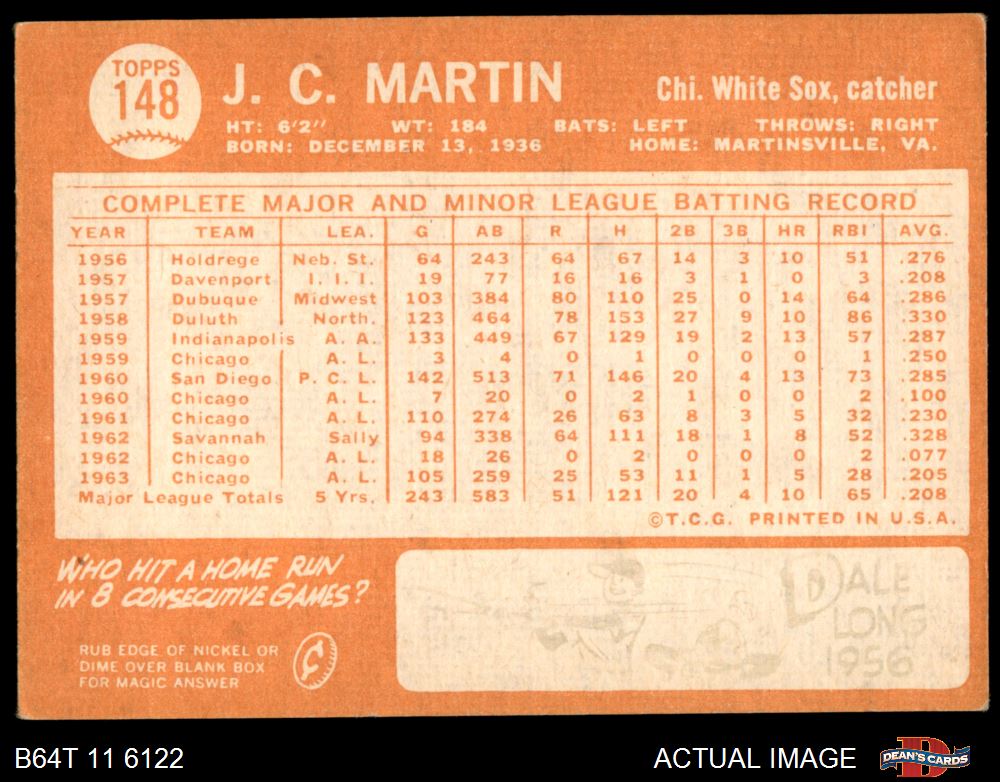 TOPPS
148
J. C. MARTIN
Chi. White Sox, catcher
HT: 6'2" WT: 184 BATS: LEFT THROWS: RIGHT
BORN: DECEMBER 13, 1936 HOME: MARTINSVILLE, VA.
COMPLETE MAJOR AND MINOR LEAGUE BATTING RECORD
YEAR TEAM LEA. G AB R H 2B 3B HR RBI AVG.
1956 Holdrege Neb. St. 64 243 64 67 14 3 10 51 .276
1957 Davenport I. I. I. 19 77 16 16 3 1 0 3 .208
1957 Dubuque Midwest 103 384 80 110 25 0 14 64 .286
1958 Duluth North. 123 464 78 153 27 9 10 86 .330
1959 Indianapolis A. A. 133 449 67 129 19 2 13 57 .287
1959 Chicago A. L. 3 4 0 1 0 0 0 1 .250
1960 San Diego P. C. L. 142 513 71 146 20 4 13 73 .285
1960 Chicago A. L. 7 20 0 2 1 0 0 2 .100
1961 Chicago A. L. 110 274 26 63 8 3 5 32 .230
1962 Savannah Sally 94 338 64 111 18 1 8 52 .328
1962 Chicago A. L. 18 26 0 2 0 0 0 2 .077
1963 Chicago A. L. 105 259 25 53 11 1 5 28 .205
Major League Totals 5 Yrs. 243 583 51 121 20 4 10 65 .208
©T.C.G. PRINTED IN U.S.A.
WHO HIT A HOME RUN
IN 8 CONSECUTIVE GAMES?
RUB EDGE OF NICKEL OR
DIME OVER BLANK BOX
FOR MAGIC ANSWER
DALE
LONG
1956
B64T 11 6122
ACTUAL IMAGE
DEAN'S CARDS